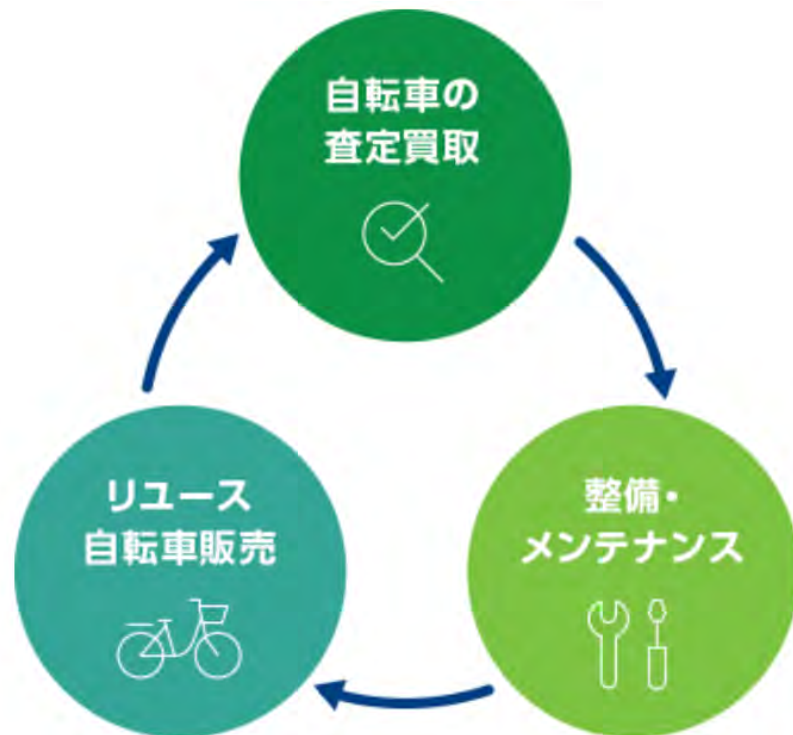 自転車の
査定買取
整備・
メンテナンス
リユース
自転車販売